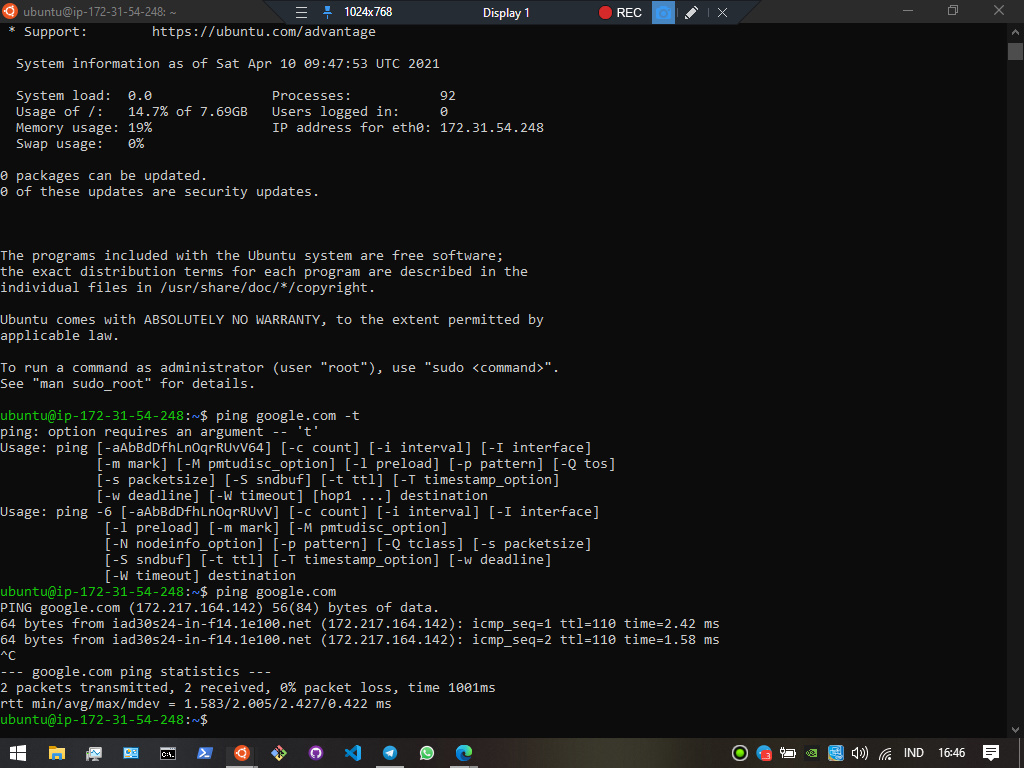 ubuntu@ip-172-31-54-248: ~
1024x768
Display 1
REC
* Support: https://ubuntu.com/advantage
System information as of Sat Apr 10 09:47:53 UTC 2021
System load: 0.0 Processes: 92
Usage of /: 14.7% of 7.69GB Users logged in: 0
Memory usage: 19% IP address for eth0: 172.31.54.248
Swap usage: 0%
0 packages can be updated.
0 of these updates are security updates.
The programs included with the Ubuntu system are free software;
the exact distribution terms for each program are described in the
individual files in /usr/share/doc/*/copyright.
Ubuntu comes with ABSOLUTELY NO WARRANTY, to the extent permitted by
applicable law.
To run a command as administrator (user "root"), use "sudo <command>".
See "man sudo_root" for details.
ubuntu@ip-172-31-54-248:~$ ping google.com -t
ping: option requires an argument -- 't'
Usage: ping [-aAbBdDfhLnOqrRUvV64] [-c count] [-i interval] [-I interface]
[-m mark] [-M pmtudisc_option] [-l preload] [-p pattern] [-Q tos]
[-s packetsize] [-S sndbuf] [-t ttl] [-T timestamp_option]
[-w deadline] [-W timeout] [hop1 ...] destination
Usage: ping -6 [-aAbBdDfhLnOqrRUvV] [-c count] [-i interval] [-I interface]
[-l preload] [-m mark] [-M pmtudisc_option]
[-N nodeinfo_option] [-p pattern] [-Q tclass] [-s packetsize]
[-S sndbuf] [-t ttl] [-T timestamp_option] [-w deadline]
[-W timeout] destination
ubuntu@ip-172-31-54-248:~$ ping google.com
PING google.com (172.217.164.142) 56(84) bytes of data.
64 bytes from iad30s24-in-f14.1e100.net (172.217.164.142): icmp_seq=1 ttl=110 time=2.42 ms
64 bytes from iad30s24-in-f14.1e100.net (172.217.164.142): icmp_seq=2 ttl=110 time=1.58 ms
^C
--- google.com ping statistics ---
2 packets transmitted, 2 received, 0% packet loss, time 1001ms
rtt min/avg/max/mdev = 1.583/2.005/2.427/0.422 ms
ubuntu@ip-172-31-54-248:~$
IND
16:46